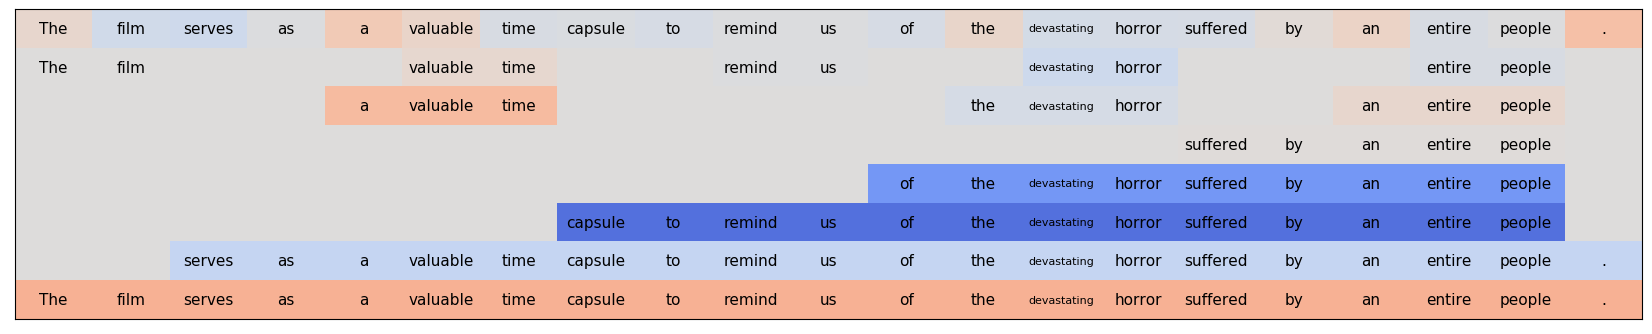 The film serves as a valuable time capsule to remind us of the devastating horror suffered by an entire people .
The film valuable time remind us devastating horror entire people
a valuable time the devastating horror an entire people
suffered by an entire people
of the devastating horror suffered by an entire people
capsule to remind us of the devastating horror suffered by an entire people
serves as a valuable time capsule to remind us of the devastating horror suffered by an entire people .
The film serves as a valuable time capsule to remind us of the devastating horror suffered by an entire people .